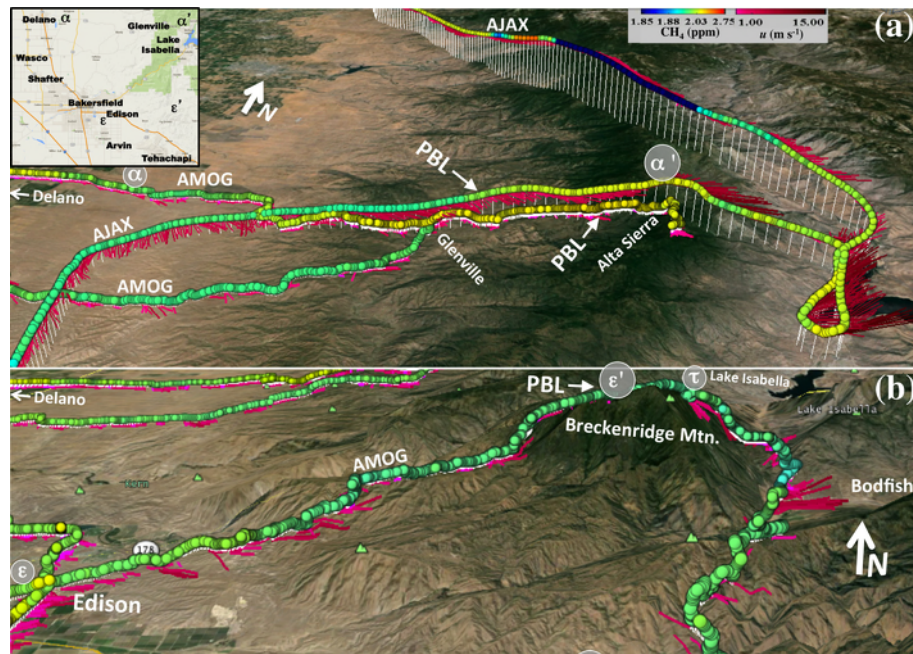 Delano α
Glenville α'
Lake
Isabella
Wasco
Shafter
Bakersfield
Edison
ε
ε'
Arvin
Tehachapi
AJAX
1.85 1.88 2.03 2.75
CH4 (ppm)
1.00 15.00
u (m s-1)
(a)
N
α
AMOG
Delano
PBL
α'
AJAX
Glenville
PBL
Alta Sierra
AMOG
(b)
Delano
PBL
ε'
τ
Lake Isabella
Lake Isabella
Breckenridge Mtn.
AMOG
Bodfish
178
N
ε
Edison